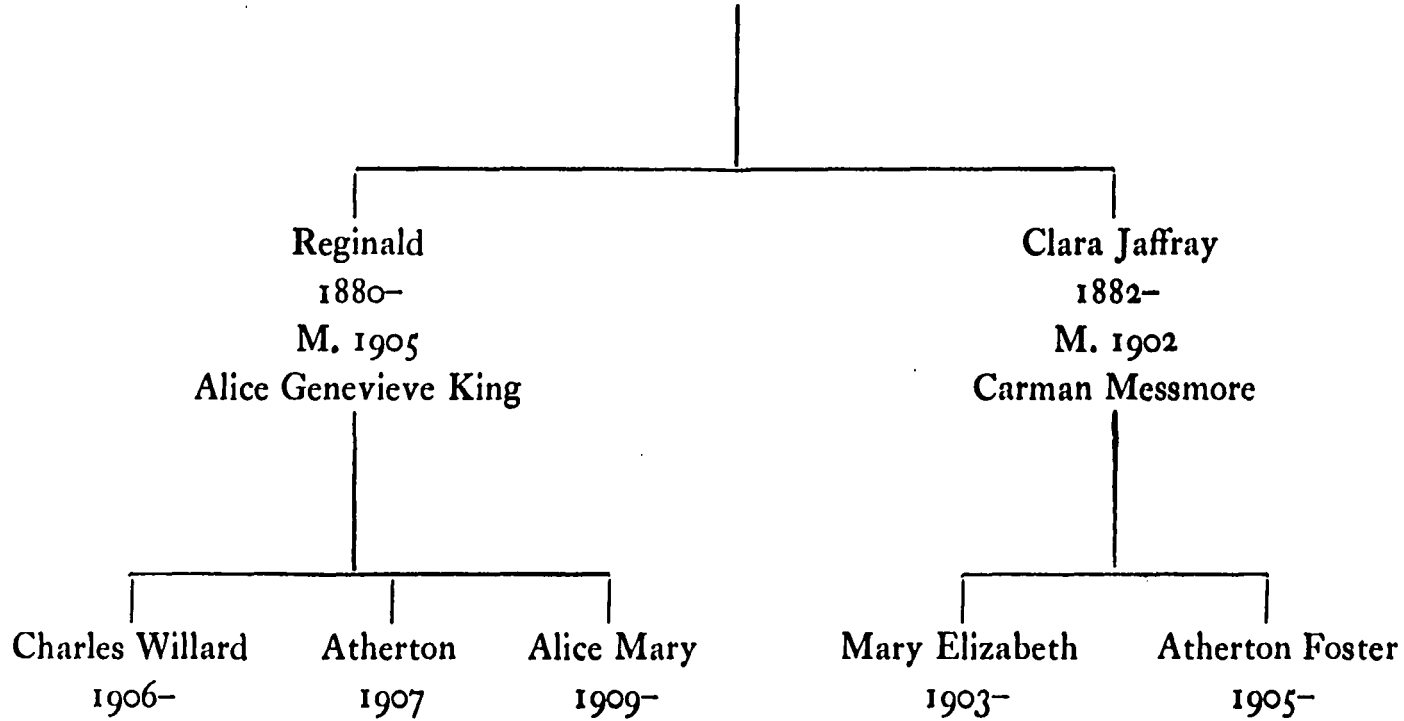 Reginald
1880–
M. 1905
Alice Genevieve King
Clara Jaffray
1882–
M. 1902
Carman Messmore
Charles Willard
1906–
Atherton
1907
Alice Mary
1909–
Mary Elizabeth
1903–
Atherton Foster
1905–